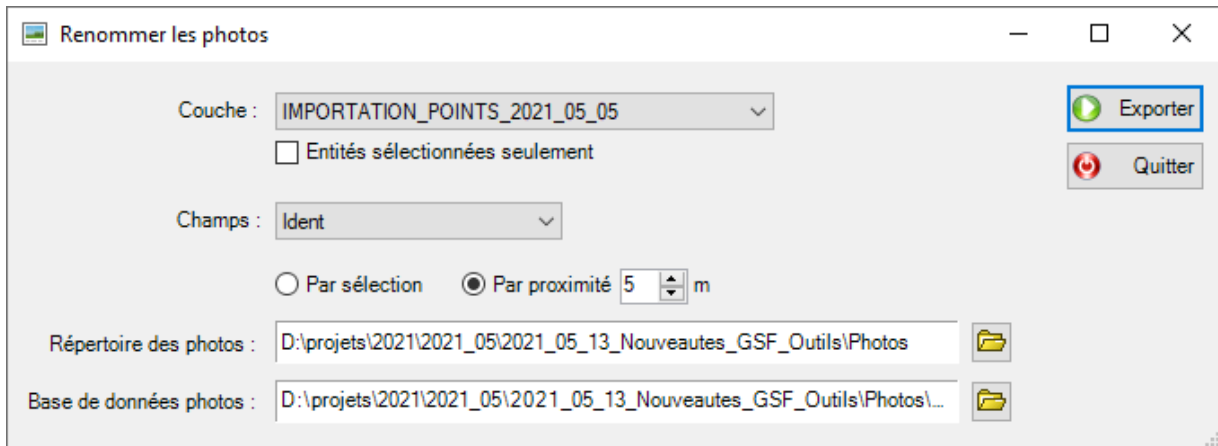 Renommer les photos
Couche : IMPORTATION_POINTS_2021_05_05 Exporter
Entités sélectionnées seulement
Quitter
Champs : Ident
Par sélection Par proximité 5 m
Répertoire des photos : D:\projets\2021\2021_05\2021_05_13_Nouveautes_GSF_Outils\Photos
Base de données photos : D:\projets\2021\2021_05\2021_05_13_Nouveautes_GSF_Outils\Photos\...